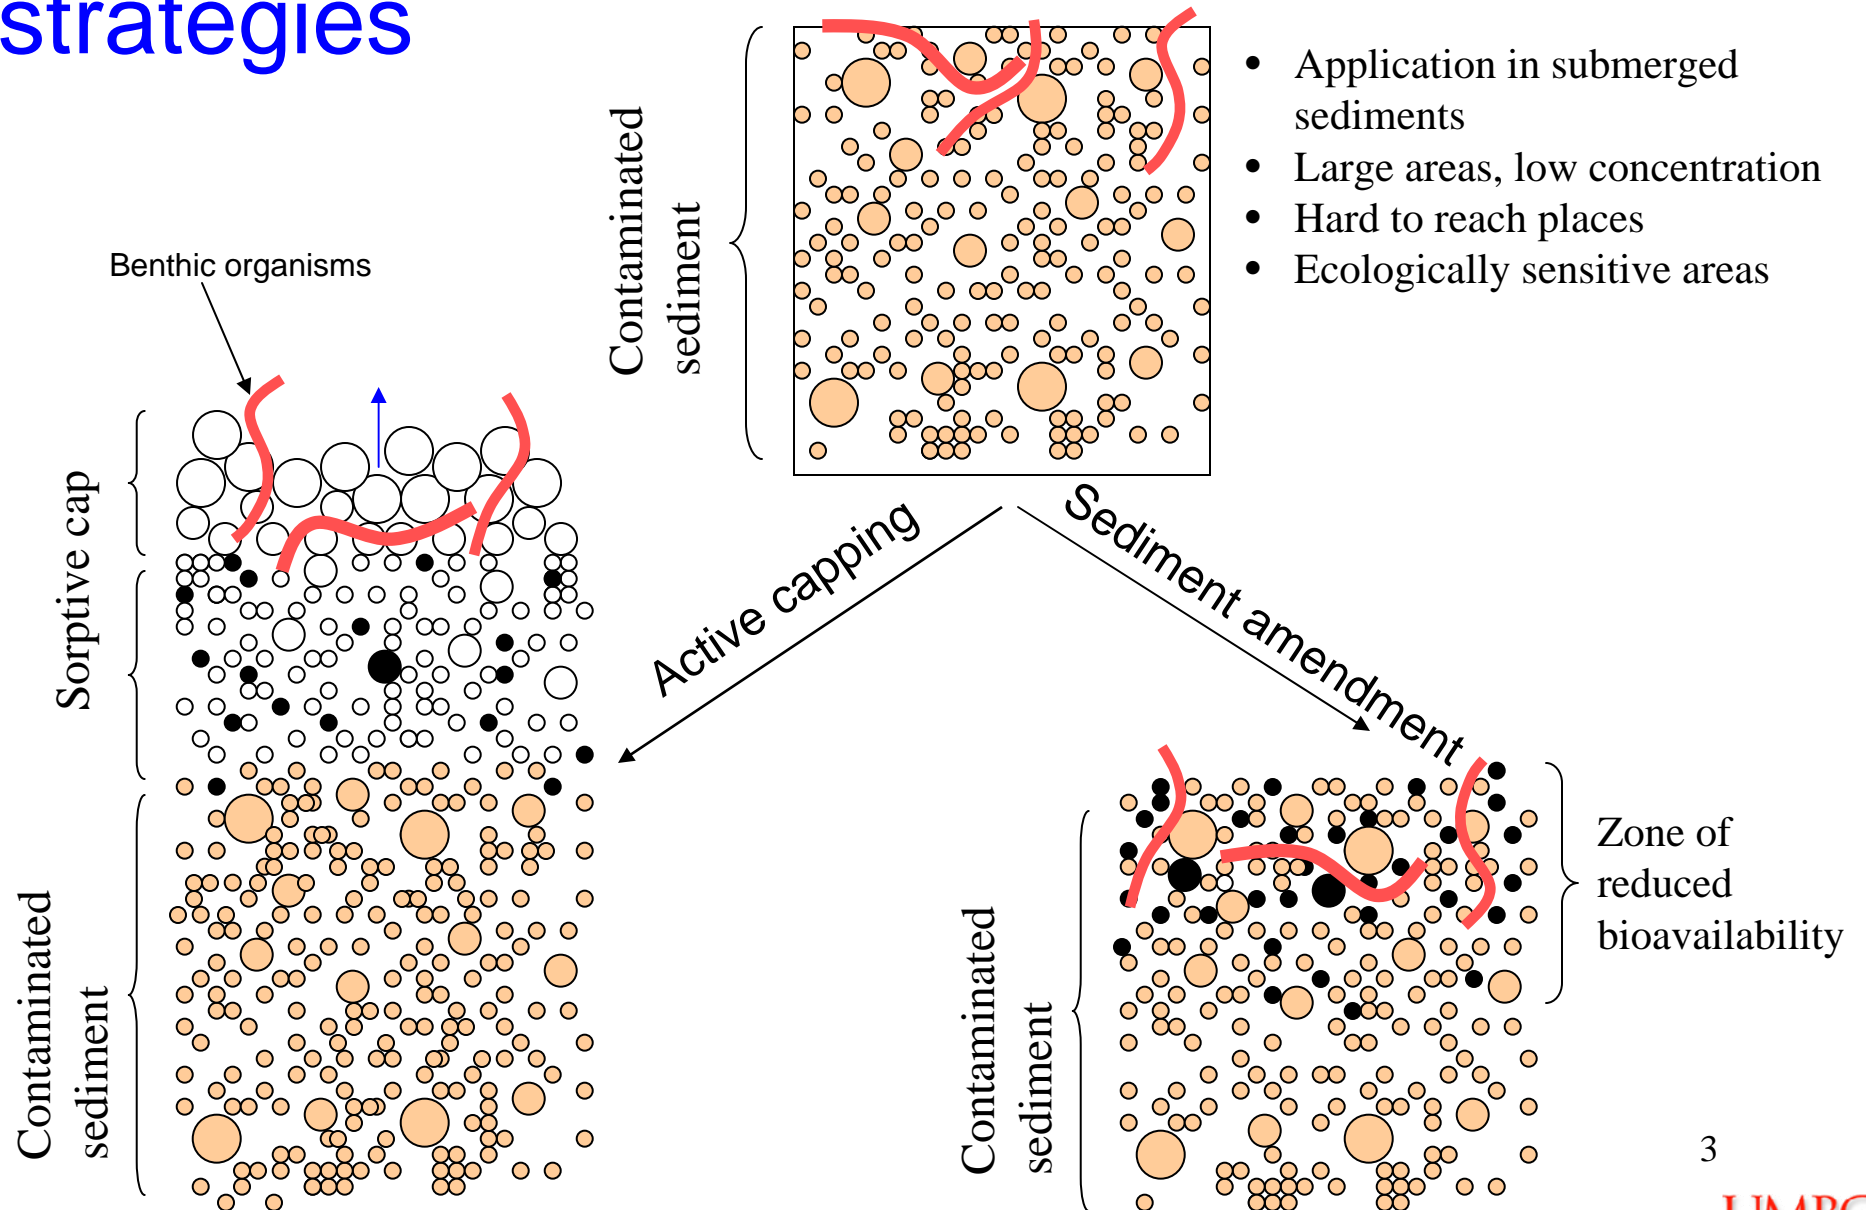 strategies
• Application in submerged
sediments
• Large areas, low concentration
• Hard to reach places
• Ecologically sensitive areas
Contaminated
sediment
Benthic organisms
Sorptive cap
Active capping
Sediment amendment
Contaminated
sediment
Contaminated
sediment
Zone of
reduced
bioavailability
3
UMBC